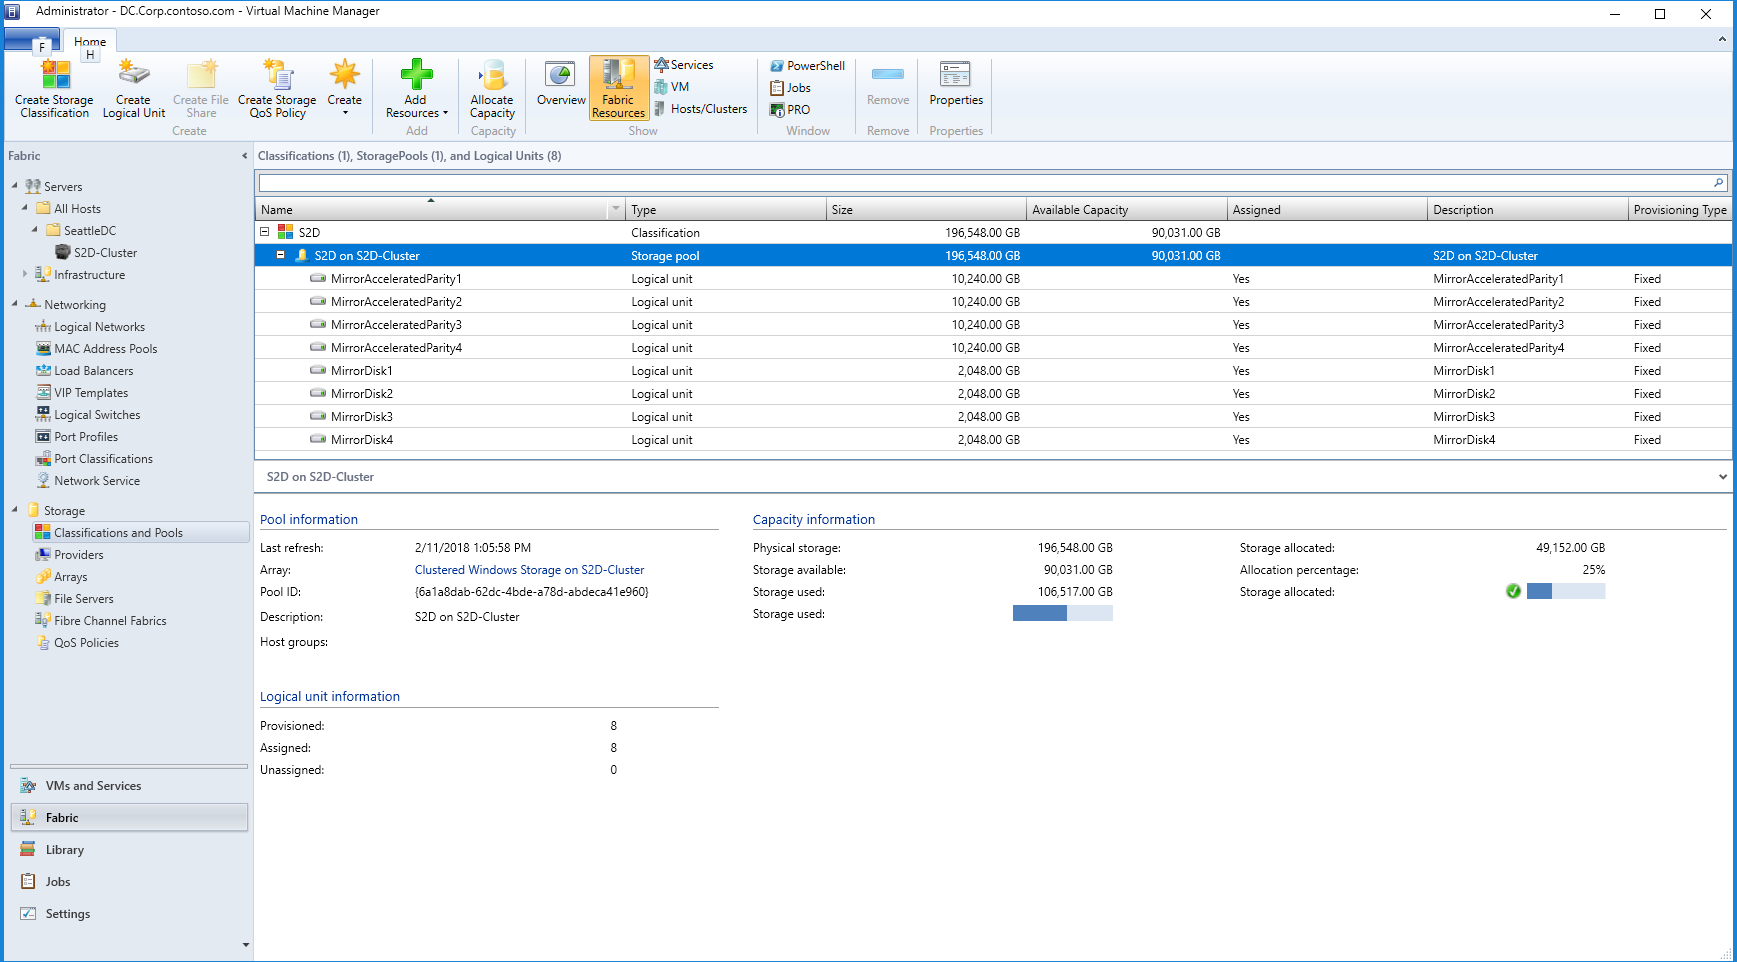 Administrator - DC.Corp.contoso.com - Virtual Machine Manager
F
Home
H
Create Storage Classification
Create Logical Unit
Create File Share
Create Storage QoS Policy
Create
Create
Add Resources
Add
Allocate Capacity
Capacity
Overview
Fabric Resources
Services
VM
Hosts/Clusters
Show
PowerShell
Jobs
PRO
Window
Remove
Remove
Properties
Properties
Fabric
Servers
All Hosts
SeattleDC
S2D-Cluster
Infrastructure
Networking
Logical Networks
MAC Address Pools
Load Balancers
VIP Templates
Logical Switches
Port Profiles
Port Classifications
Network Service
Storage
Classifications and Pools
Providers
Arrays
File Servers
Fibre Channel Fabrics
QoS Policies
VMs and Services
Fabric
Library
Jobs
Settings
Classifications (1), StoragePools (1), and Logical Units (8)
Name Type Size Available Capacity Assigned Description Provisioning Type
S2D Classification 196,548.00 GB 90,031.00 GB
S2D on S2D-Cluster Storage pool 196,548.00 GB 90,031.00 GB S2D on S2D-Cluster
MirrorAcceleratedParity1 Logical unit 10,240.00 GB Yes MirrorAcceleratedParity1 Fixed
MirrorAcceleratedParity2 Logical unit 10,240.00 GB Yes MirrorAcceleratedParity2 Fixed
MirrorAcceleratedParity3 Logical unit 10,240.00 GB Yes MirrorAcceleratedParity3 Fixed
MirrorAcceleratedParity4 Logical unit 10,240.00 GB Yes MirrorAcceleratedParity4 Fixed
MirrorDisk1 Logical unit 2,048.00 GB Yes MirrorDisk1 Fixed
MirrorDisk2 Logical unit 2,048.00 GB Yes MirrorDisk2 Fixed
MirrorDisk3 Logical unit 2,048.00 GB Yes MirrorDisk3 Fixed
MirrorDisk4 Logical unit 2,048.00 GB Yes MirrorDisk4 Fixed
S2D on S2D-Cluster
Pool information
Last refresh: 2/11/2018 1:05:58 PM
Array: Clustered Windows Storage on S2D-Cluster
Pool ID: {6a1a8dab-62dc-4bde-a78d-abdeca41e960}
Description: S2D on S2D-Cluster
Host groups:
Capacity information
Physical storage: 196,548.00 GB Storage allocated: 49,152.00 GB
Storage available: 90,031.00 GB Allocation percentage: 25%
Storage used: 106,517.00 GB Storage allocated:
Storage used:
Logical unit information
Provisioned: 8
Assigned: 8
Unassigned: 0